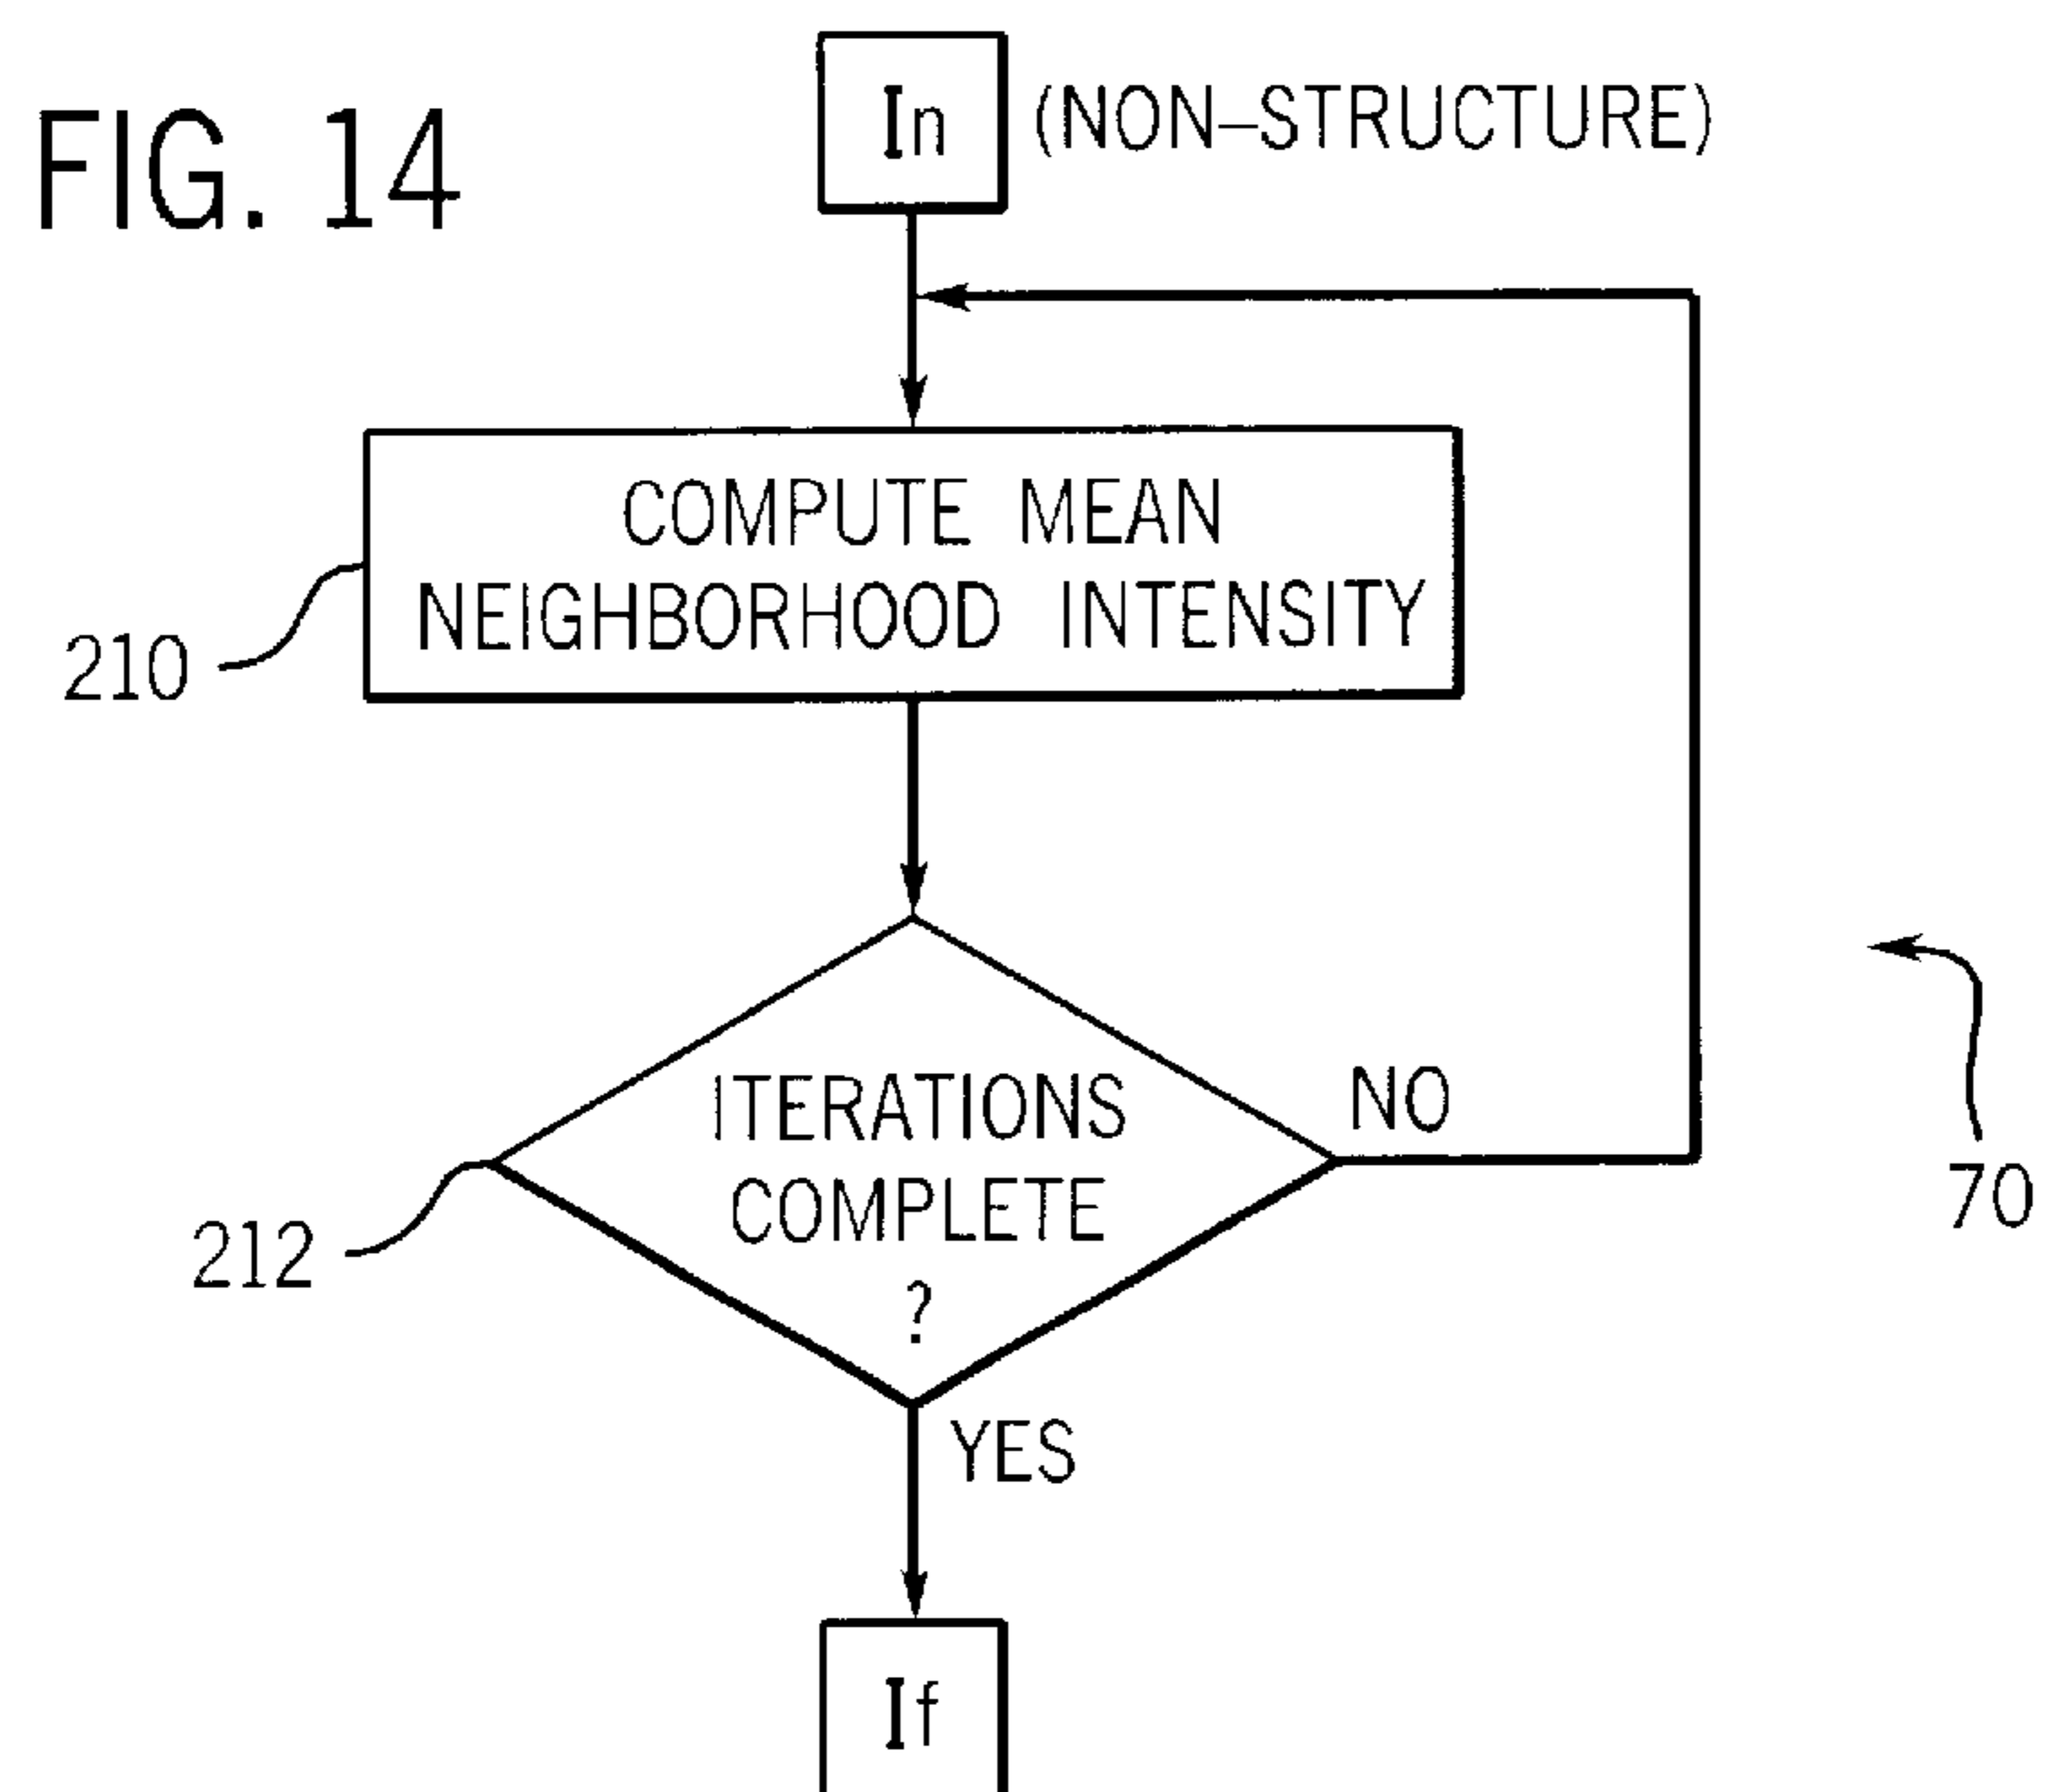 FIG. 14
In (NON–STRUCTURE)
COMPUTE MEAN
NEIGHBORHOOD INTENSITY
210
ITERATIONS
COMPLETE
?
NO
212
70
YES
If